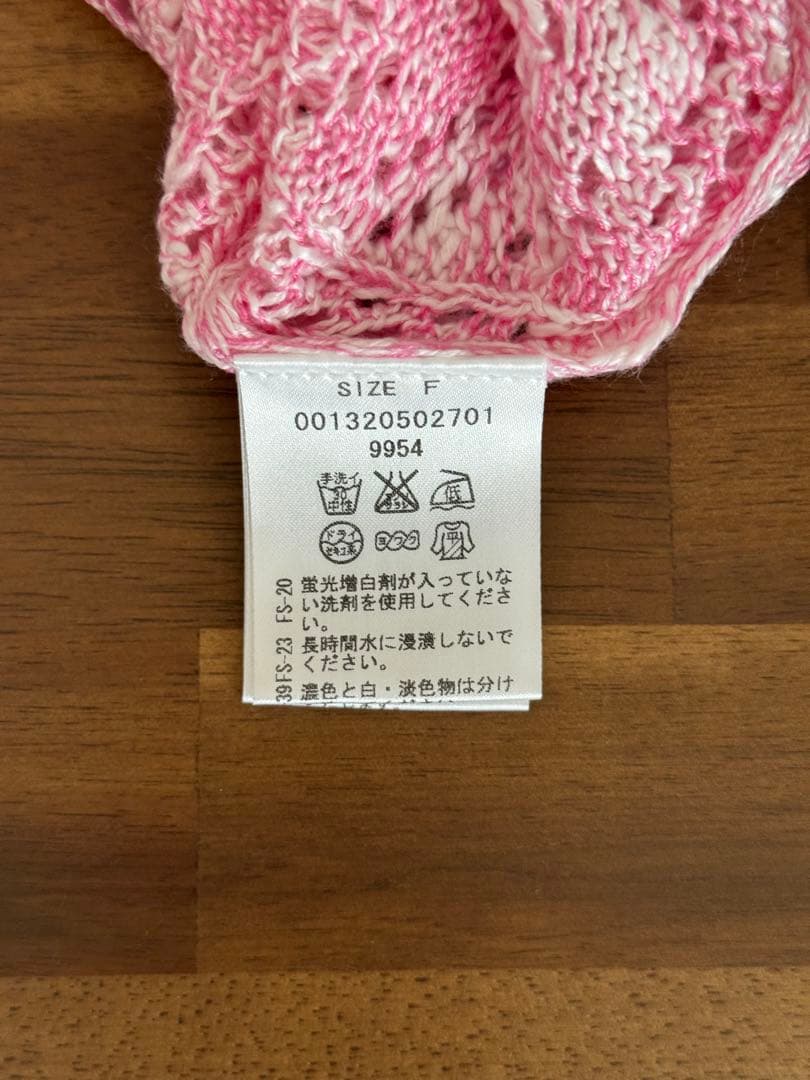 SIZE F
001320502701
9954
手洗イ
30
中性
低
ドライ
セキユ系
ヨワク
平
FS-20
蛍光増白剤が入っていな
い洗剤を使用してくださ
い。
FS-23
長時間水に浸漬しないで
ください。
39FS-
濃色と白・淡色物は分け